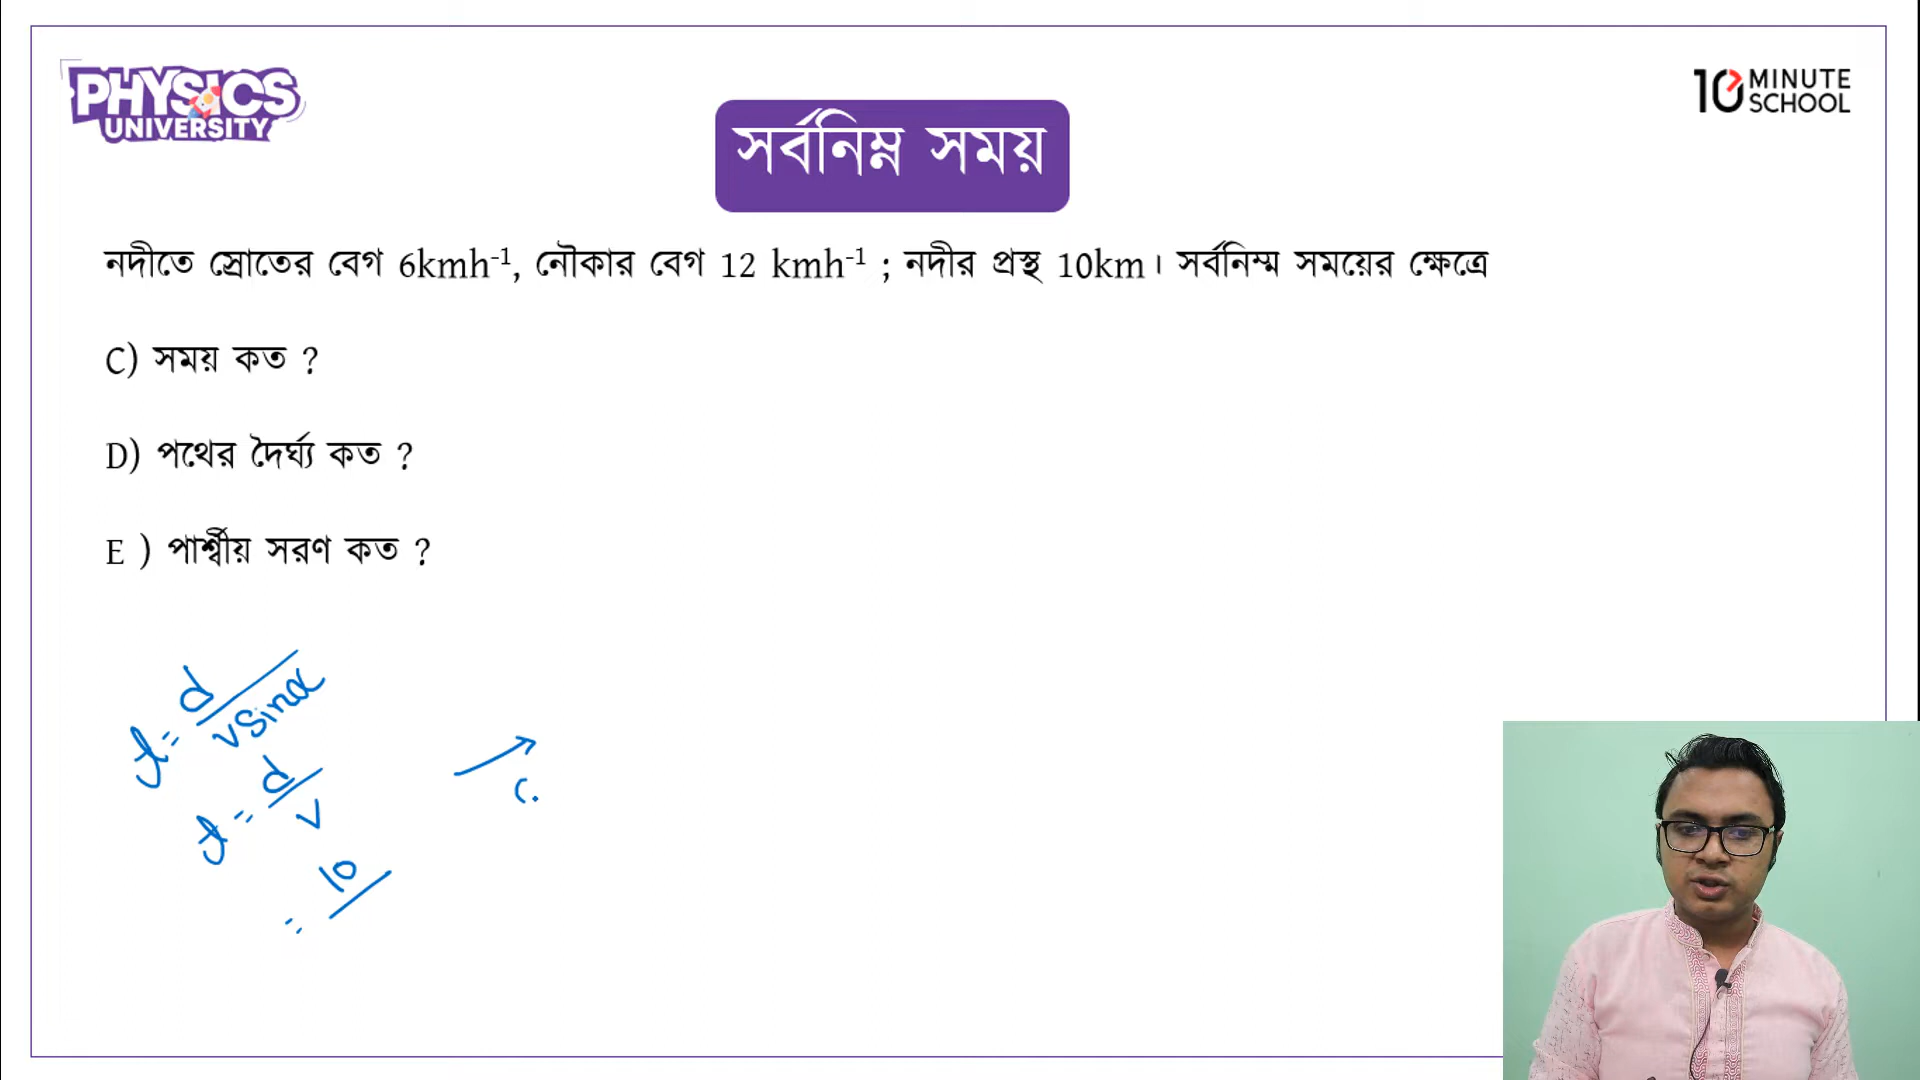 PHYSICS
UNIVERSITY
10 MINUTE
SCHOOL
সর্বনিম্ন সময়
নদীতে স্রোতের বেগ 6kmh⁻¹, নৌকার বেগ 12 kmh⁻¹ ; নদীর প্রস্থ 10km। সর্বনিম্ম সময়ের ক্ষেত্রে
C) সময় কত ?
D) পথের দৈর্ঘ্য কত ?
E ) পার্শ্বীয় সরণ কত ?
t = d/vsinα
t = d/v
= 10/